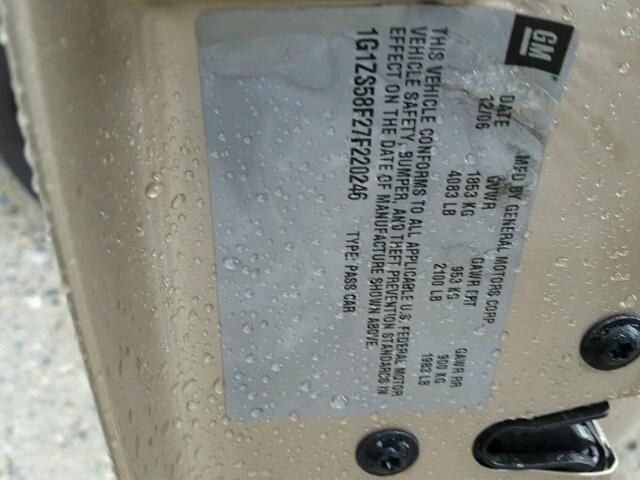 GM
MFD BY GENERAL MOTORS CORP.
DATE GVWR GAWR FRT GAWR RR
12/06 1853 KG 953 KG 900 KG
4083 LB 2100 LB 1983 LB
THIS VEHICLE CONFORMS TO ALL APPLICABLE U.S. FEDERAL MOTOR
VEHICLE SAFETY, BUMPER, AND THEFT PREVENTION STANDARDS IN
EFFECT ON THE DATE OF MANUFACTURE SHOWN ABOVE.
1G1ZS58F27F220246 TYPE: PASS CAR